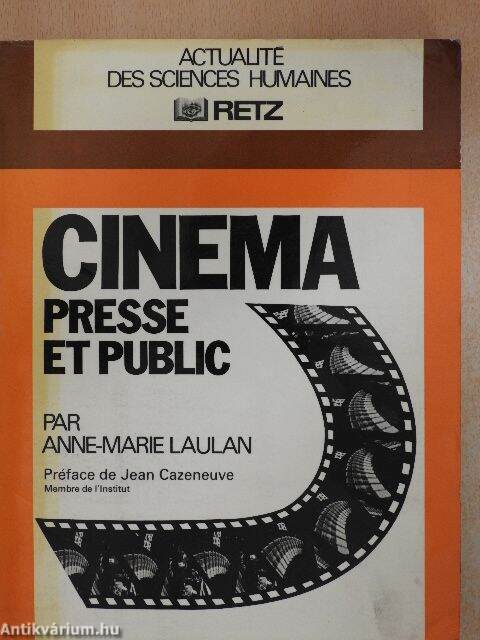 ACTUALITÉ
DES SCIENCES HUMAINES
RETZ
CINEMA
PRESSE
ET PUBLIC
PAR
ANNE-MARIE LAULAN
Préface de Jean Cazeneuve
Membre de l'Institut
Antikvárium.hu